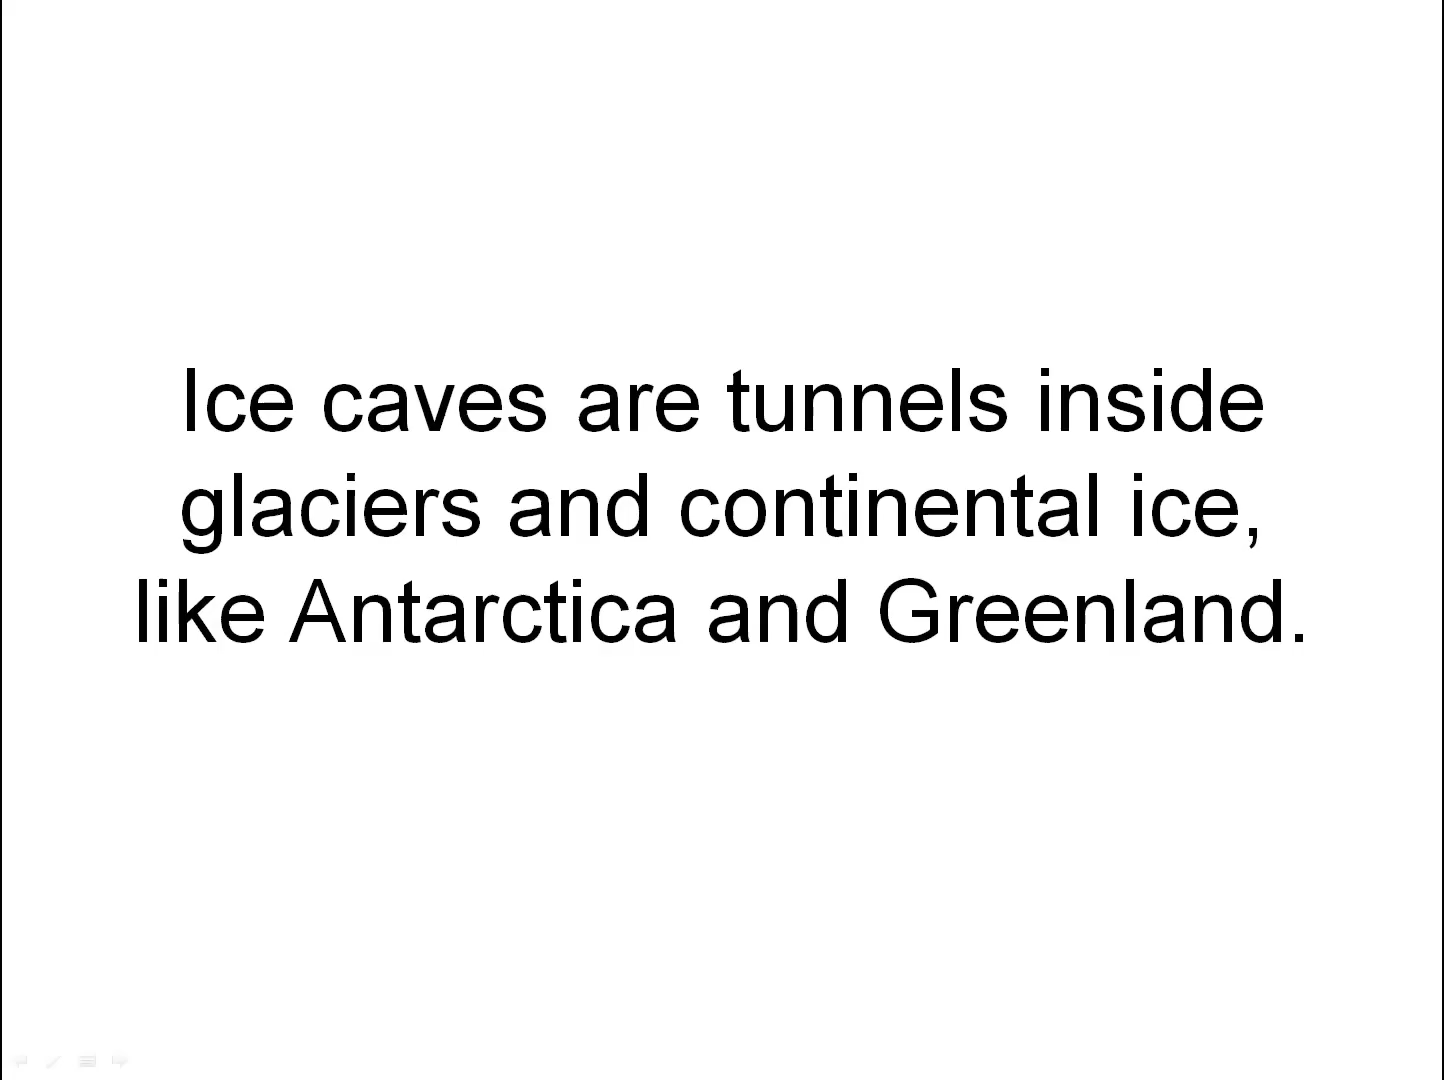 Ice caves are tunnels inside
glaciers and continental ice,
like Antarctica and Greenland.